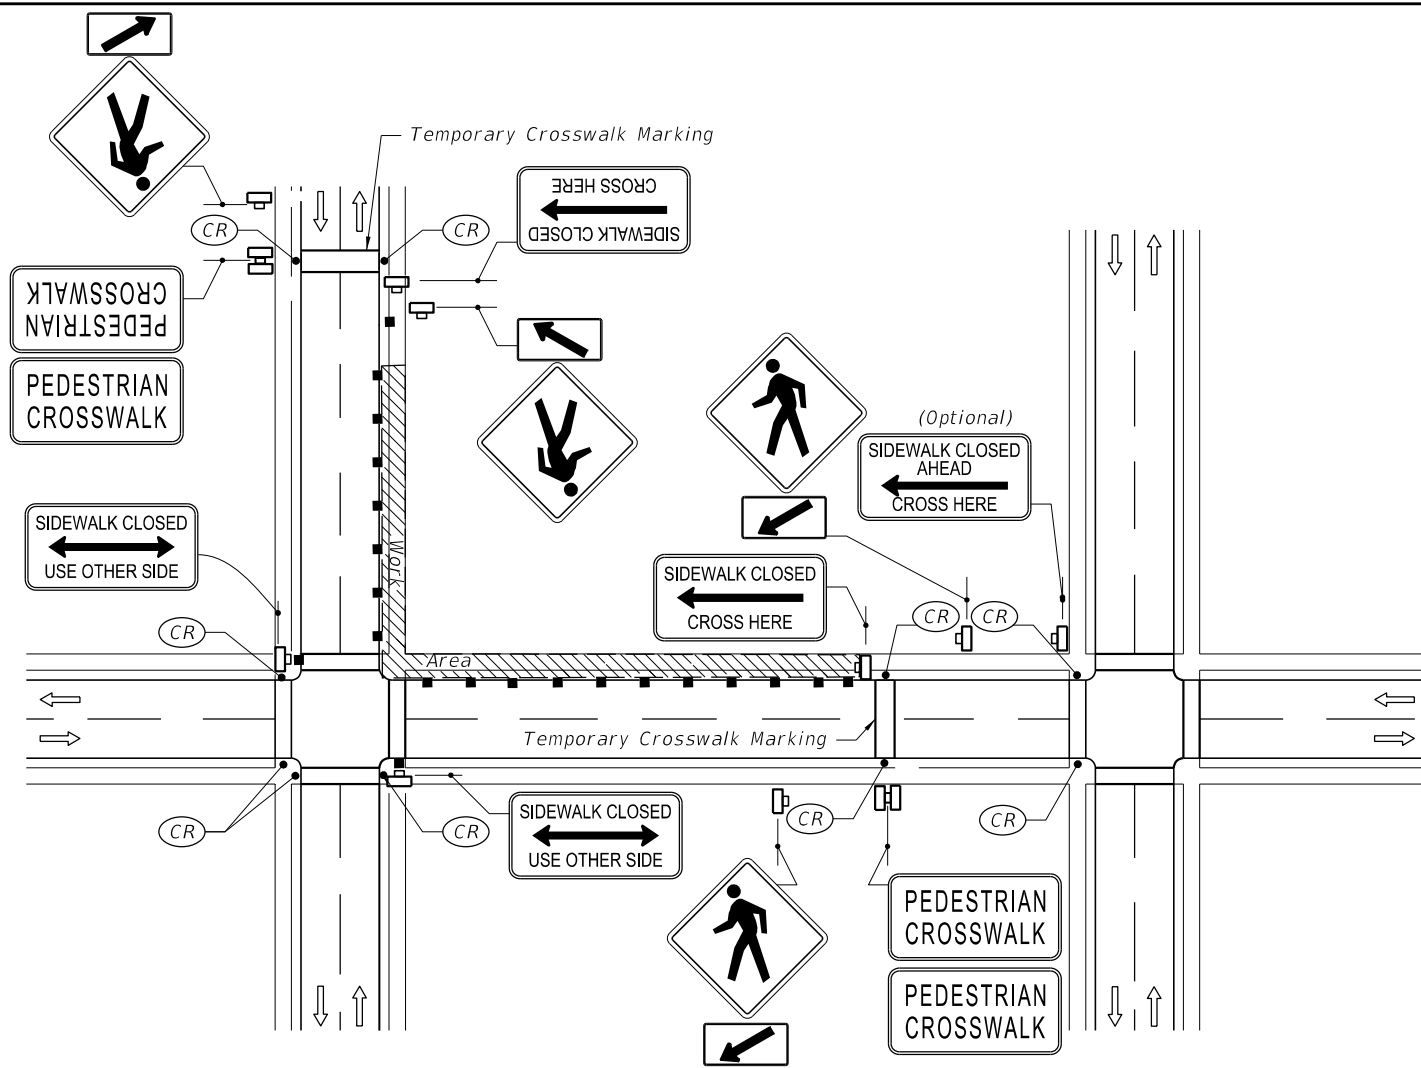 Temporary Crosswalk Marking
SIDEWALK CLOSED
CROSS HERE
CR
CR
PEDESTRIAN
CROSSWALK
PEDESTRIAN
CROSSWALK
(Optional)
SIDEWALK CLOSED
AHEAD
CROSS HERE
SIDEWALK CLOSED
USE OTHER SIDE
Work
SIDEWALK CLOSED
CROSS HERE
CR
CR
CR
Area
Temporary Crosswalk Marking
SIDEWALK CLOSED
USE OTHER SIDE
CR
CR
CR
CR
PEDESTRIAN
CROSSWALK
PEDESTRIAN
CROSSWALK